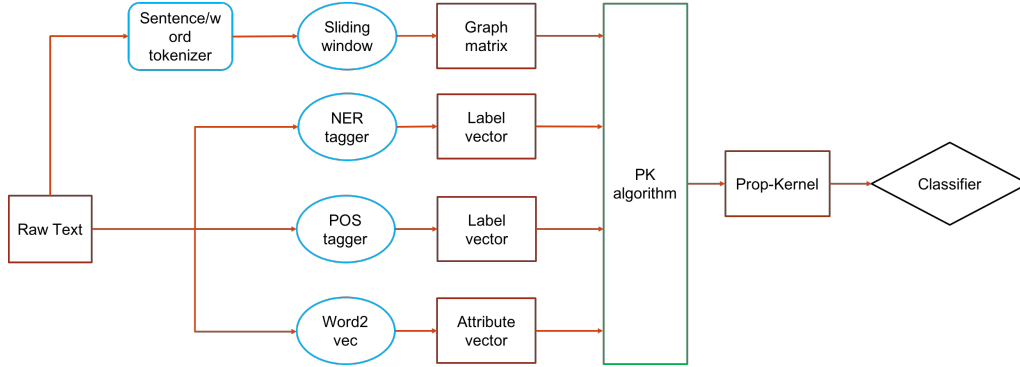 Sentence/w
ord
tokenizer
Sliding
window
Graph
matrix
NER
tagger
Label
vector
PK
algorithm
Prop-Kernel
Classifier
Raw Text
POS
tagger
Label
vector
Word2
vec
Attribute
vector